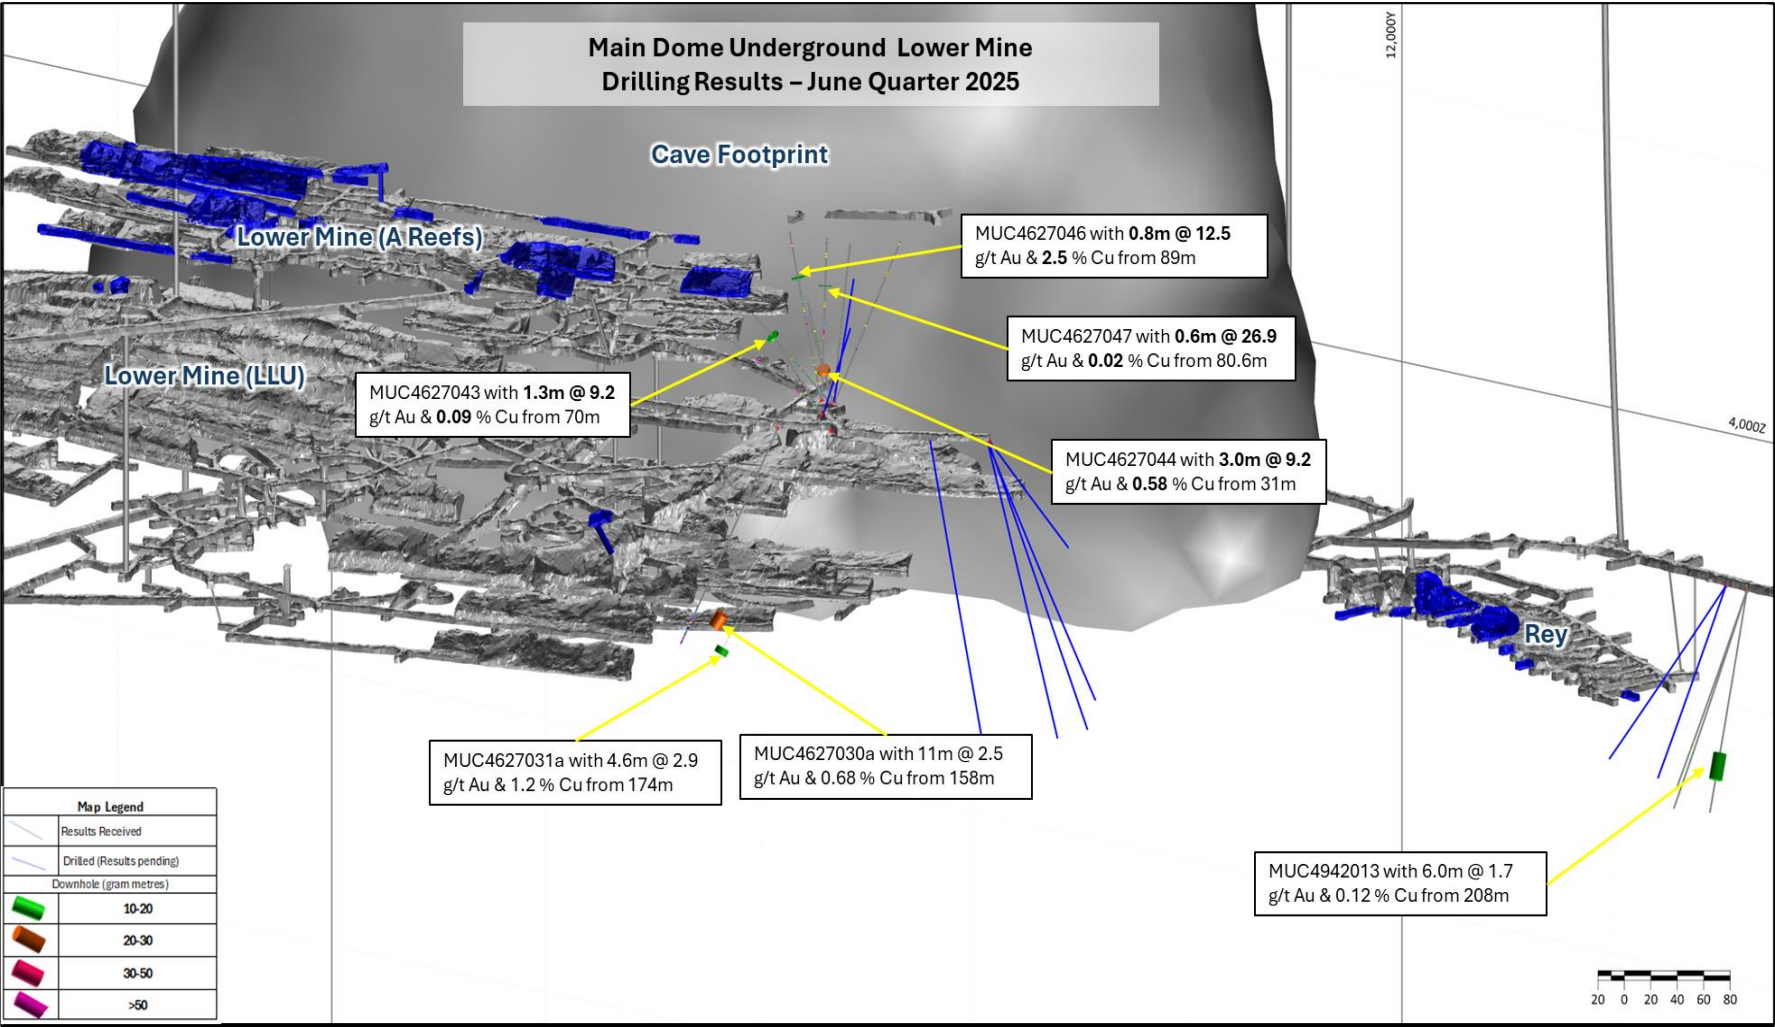 Main Dome Underground Lower Mine
Drilling Results – June Quarter 2025
12,000Y
Cave Footprint
Lower Mine (A Reefs)
MUC4627046 with 0.8m @ 12.5
g/t Au & 2.5 % Cu from 89m
MUC4627047 with 0.6m @ 26.9
g/t Au & 0.02 % Cu from 80.6m
Lower Mine (LLU)
MUC4627043 with 1.3m @ 9.2
g/t Au & 0.09 % Cu from 70m
4,000Z
MUC4627044 with 3.0m @ 9.2
g/t Au & 0.58 % Cu from 31m
Rey
MUC4627031a with 4.6m @ 2.9
g/t Au & 1.2 % Cu from 174m
MUC4627030a with 11m @ 2.5
g/t Au & 0.68 % Cu from 158m
MUC4942013 with 6.0m @ 1.7
g/t Au & 0.12 % Cu from 208m
Map Legend
Results Received
Drilled (Results pending)
Downhole (gram metres)
10-20
20-30
30-50
>50
20 0 20 40 60 80